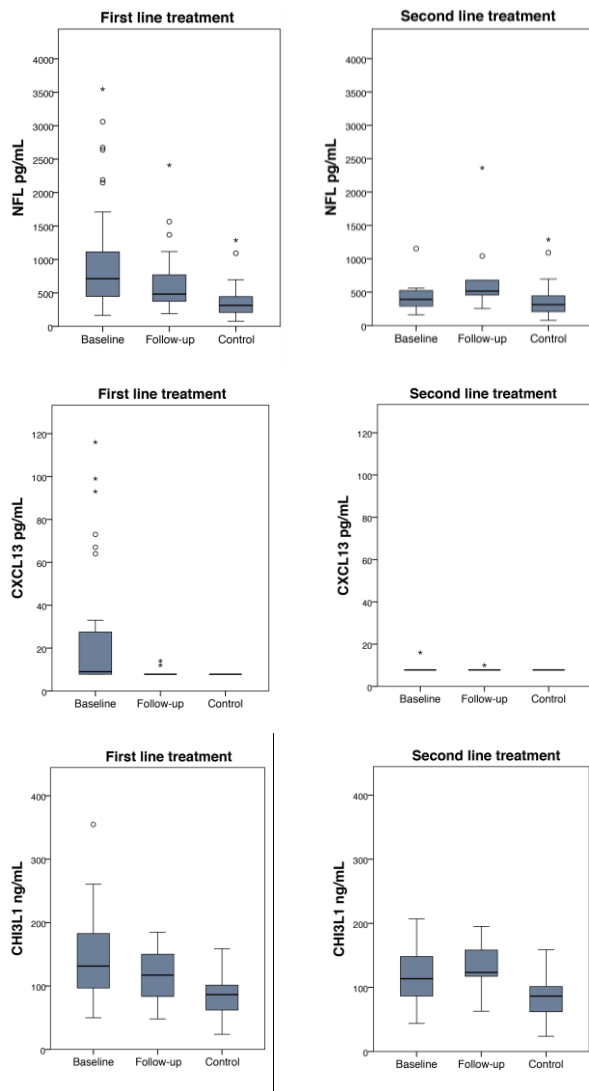 First line treatment
4000
3500
3000
2500
2000
1500
1000
500
0
NFL pg/mL
Baseline Follow-up Control
Second line treatment
4000
3500
3000
2500
2000
1500
1000
500
0
NFL pg/mL
Baseline Follow-up Control
First line treatment
120
100
80
60
40
20
0
CXCL13 pg/mL
Baseline Follow-up Control
Second line treatment
120
100
80
60
40
20
0
CXCL13 pg/mL
Baseline Follow-up Control
First line treatment
400
300
200
100
0
CHI3L1 ng/mL
Baseline Follow-up Control
Second line treatment
400
300
200
100
0
CHI3L1 ng/mL
Baseline Follow-up Control